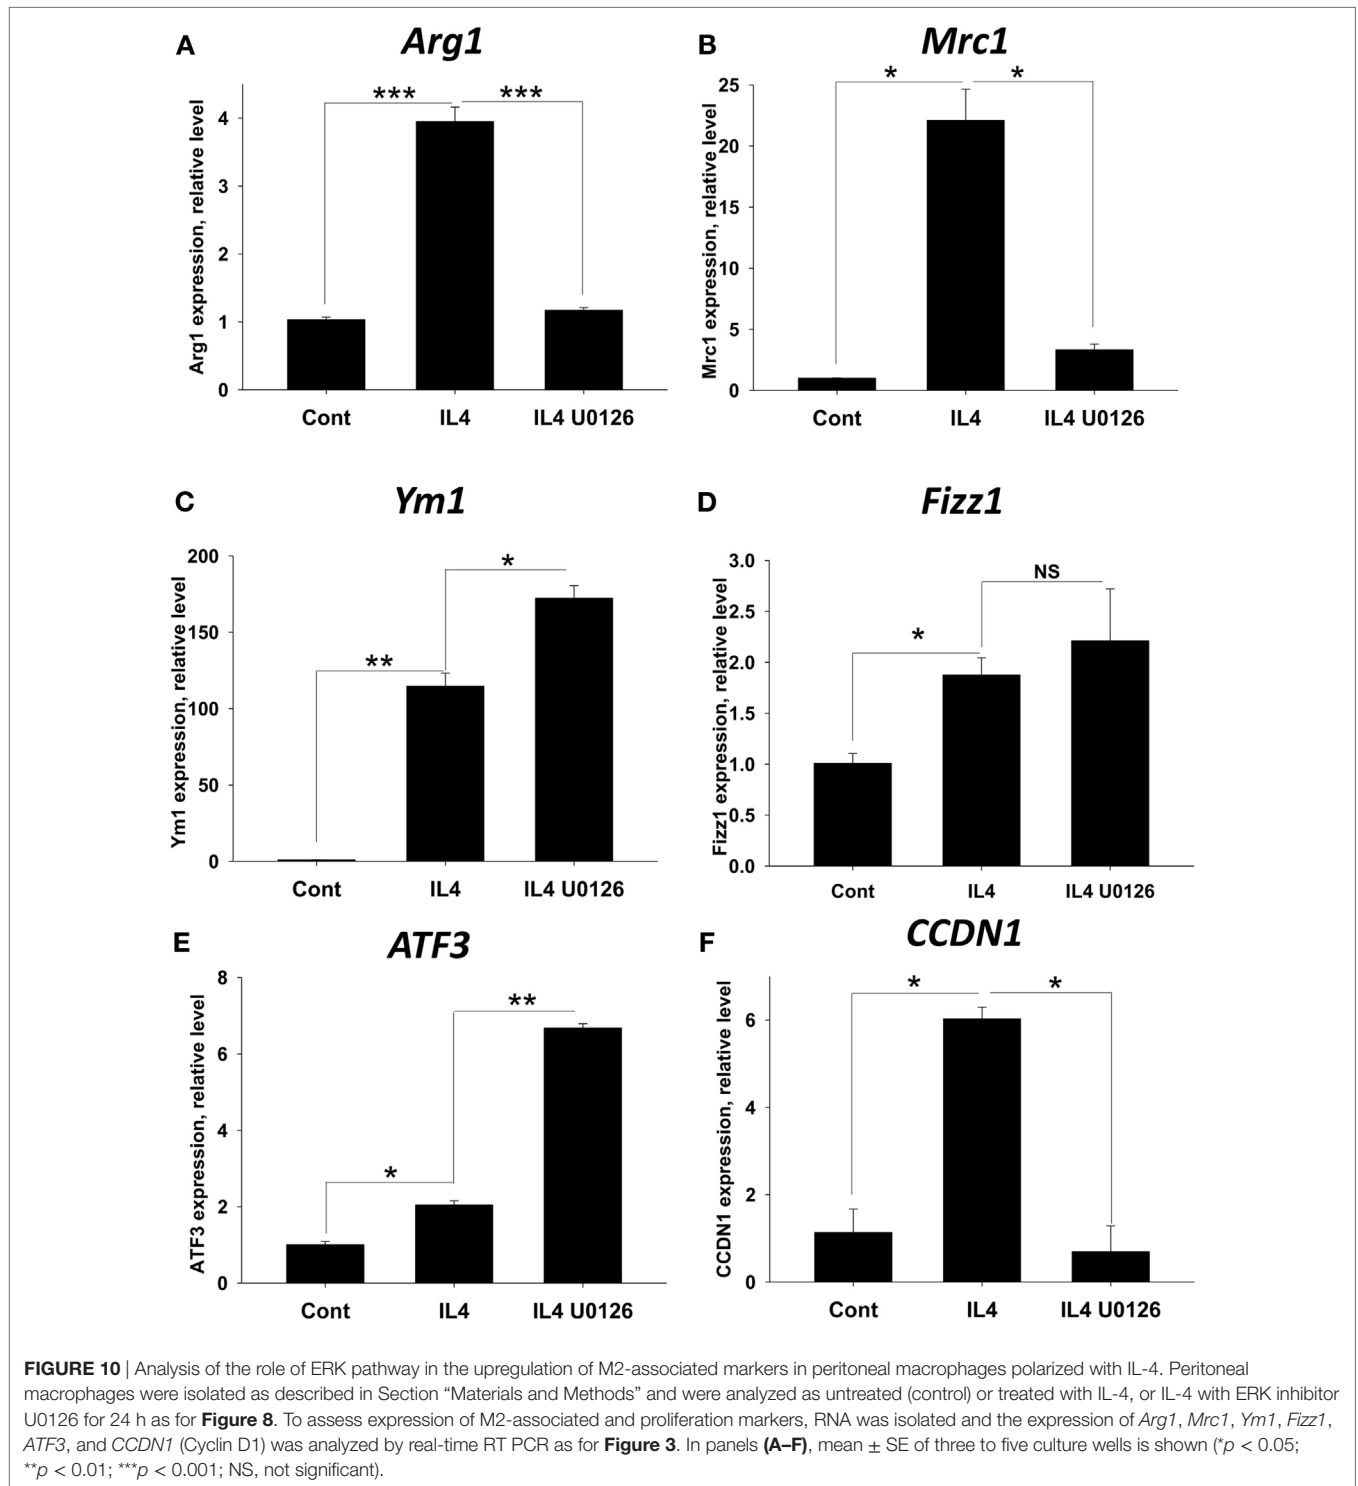 A
Arg1
B
Mrc1
Arg1 expression, relative level
4
3
2
1
0
***
***
Cont
IL4
IL4 U0126
Mrc1 expression, relative level
25
20
15
10
5
0
*
*
Cont
IL4
IL4 U0126
C
Ym1
D
Fizz1
Ym1 expression, relative level
200
150
100
50
0
**
*
Cont
IL4
IL4 U0126
Fizz1 expression, relative level
3.0
2.5
2.0
1.5
1.0
0.5
0.0
*
NS
Cont
IL4
IL4 U0126
E
ATF3
F
CCDN1
ATF3 expression, relative level
8
6
4
2
0
*
**
Cont
IL4
IL4 U0126
CCDN1 expression, relative level
6
4
2
0
*
*
Cont
IL4
IL4 U0126
FIGURE 10 | Analysis of the role of ERK pathway in the upregulation of M2-associated markers in peritoneal macrophages polarized with IL-4. Peritoneal
macrophages were isolated as described in Section “Materials and Methods” and were analyzed as untreated (control) or treated with IL-4, or IL-4 with ERK inhibitor
U0126 for 24 h as for Figure 8. To assess expression of M2-associated and proliferation markers, RNA was isolated and the expression of Arg1, Mrc1, Ym1, Fizz1,
ATF3, and CCDN1 (Cyclin D1) was analyzed by real-time RT PCR as for Figure 3. In panels (A–F), mean ± SE of three to five culture wells is shown (*p < 0.05;
**p < 0.01; ***p < 0.001; NS, not significant).